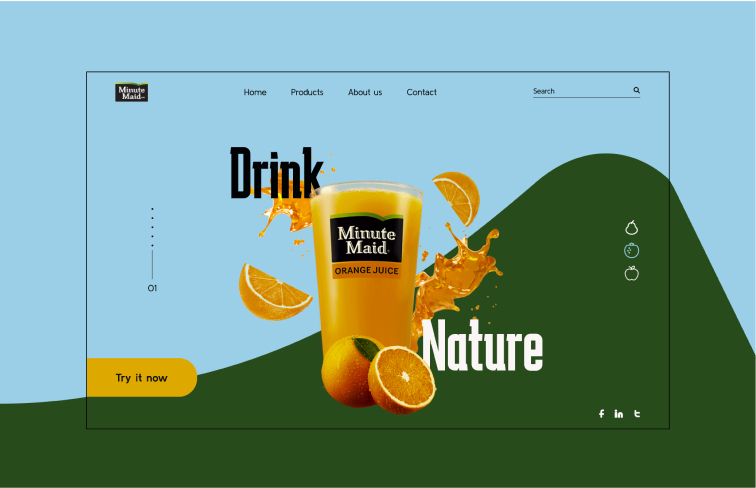 Minute
Maid
Home Products About us Contact
Search
Drink
Minute
Maid
ORANGE JUICE
01
Nature
Try it now